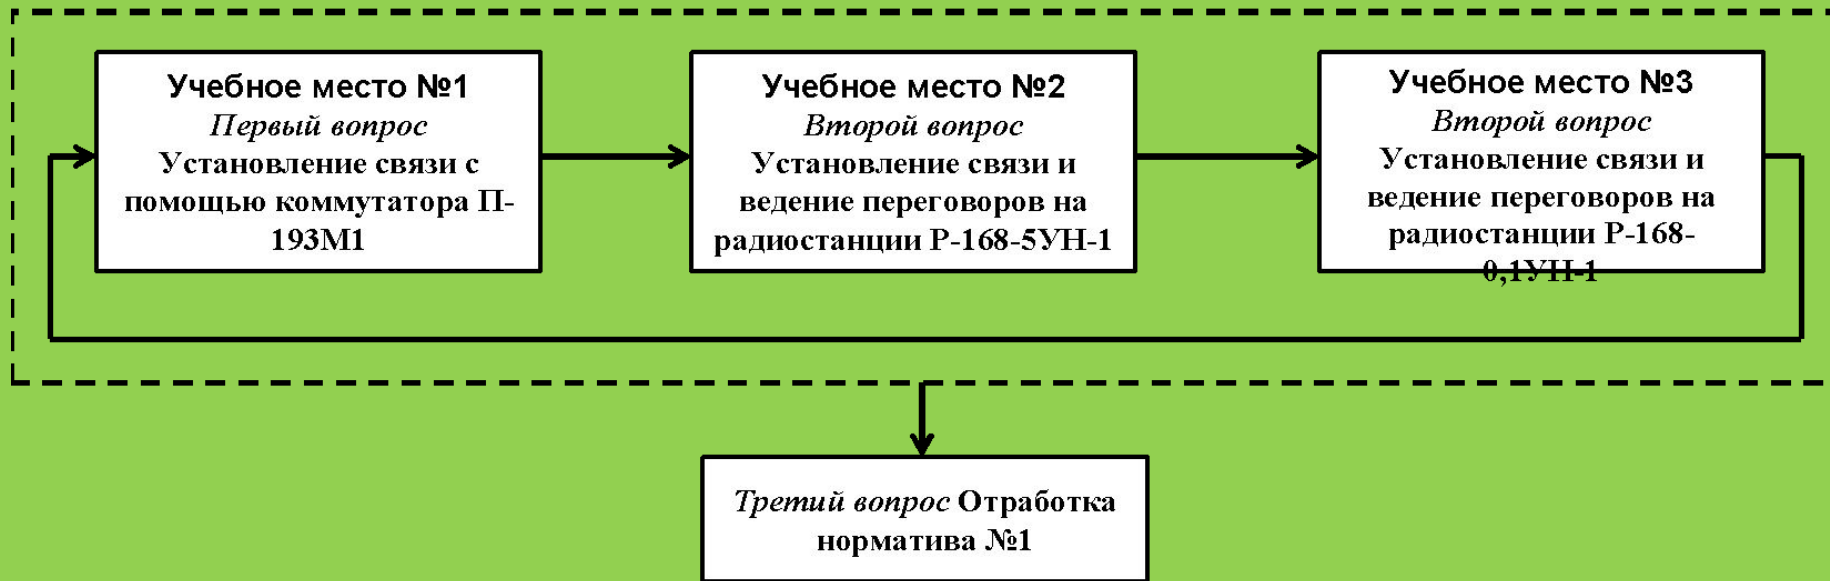 Учебное место №1
Первый вопрос
Установление связи с
помощью коммутатора П-
193М1
Учебное место №2
Второй вопрос
Установление связи и
ведение переговоров на
радиостанции Р-168-5УН-1
Учебное место №3
Второй вопрос
Установление связи и
ведение переговоров на
радиостанции Р-168-
0,1УН-1
Третий вопрос Отработка
норматива №1